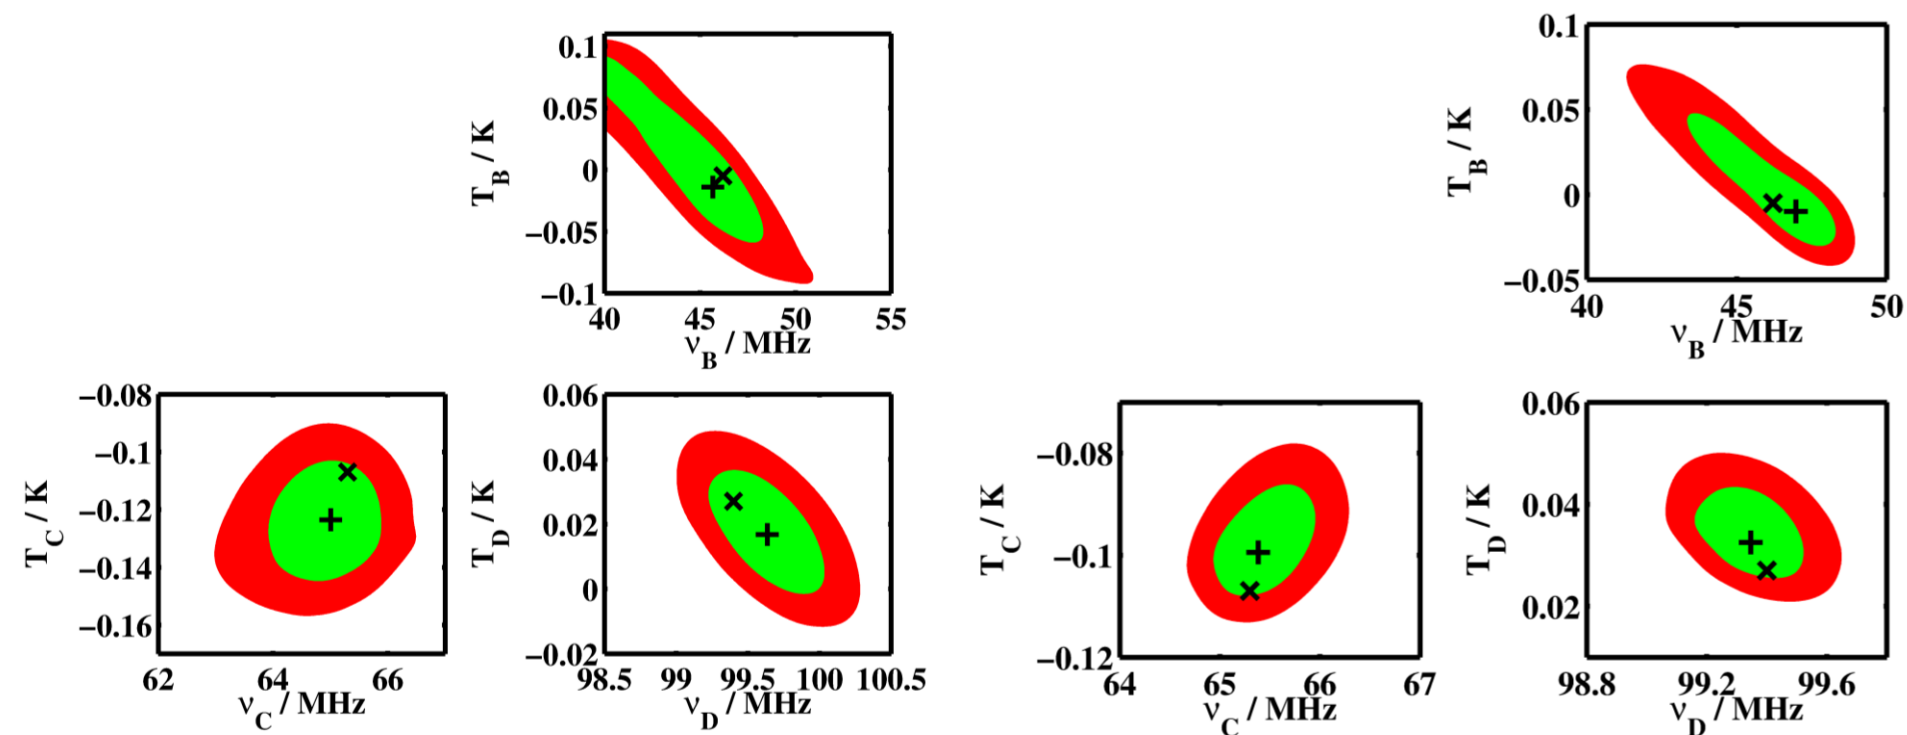 0.1
0.05
0
−0.05
−0.1
T_B / K
40 45 50 55
ν_B / MHz
0.1
0.05
0
−0.05
T_B / K
40 45 50
ν_B / MHz
−0.08
−0.1
−0.12
−0.14
−0.16
T_C / K
62 64 66
ν_C / MHz
0.06
0.04
0.02
0
−0.02
T_D / K
98.5 99 99.5 100 100.5
ν_D / MHz
−0.08
−0.1
−0.12
T_C / K
64 65 66 67
ν_C / MHz
0.06
0.04
0.02
T_D / K
98.8 99.2 99.6
ν_D / MHz